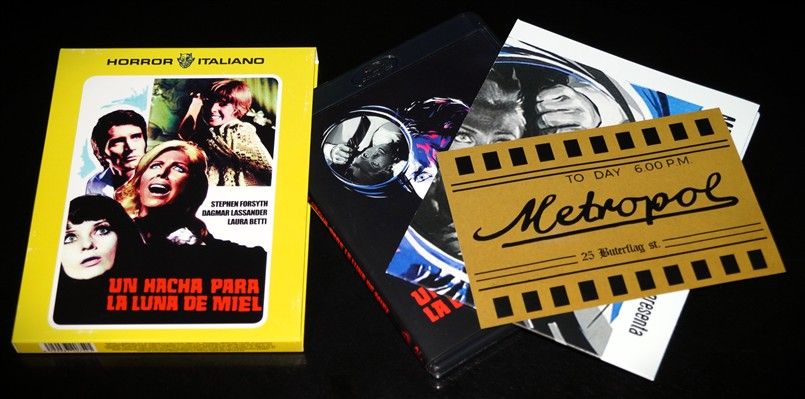 HORROR ITALIANO
STEPHEN FORSYTH
DAGMAR LASSANDER
LAURA BETTI
UN HACHA PARA
LA LUNA DE MIEL
TO DAY 6.00 P.M.
Metropol
25 Buterflag st.
presenta